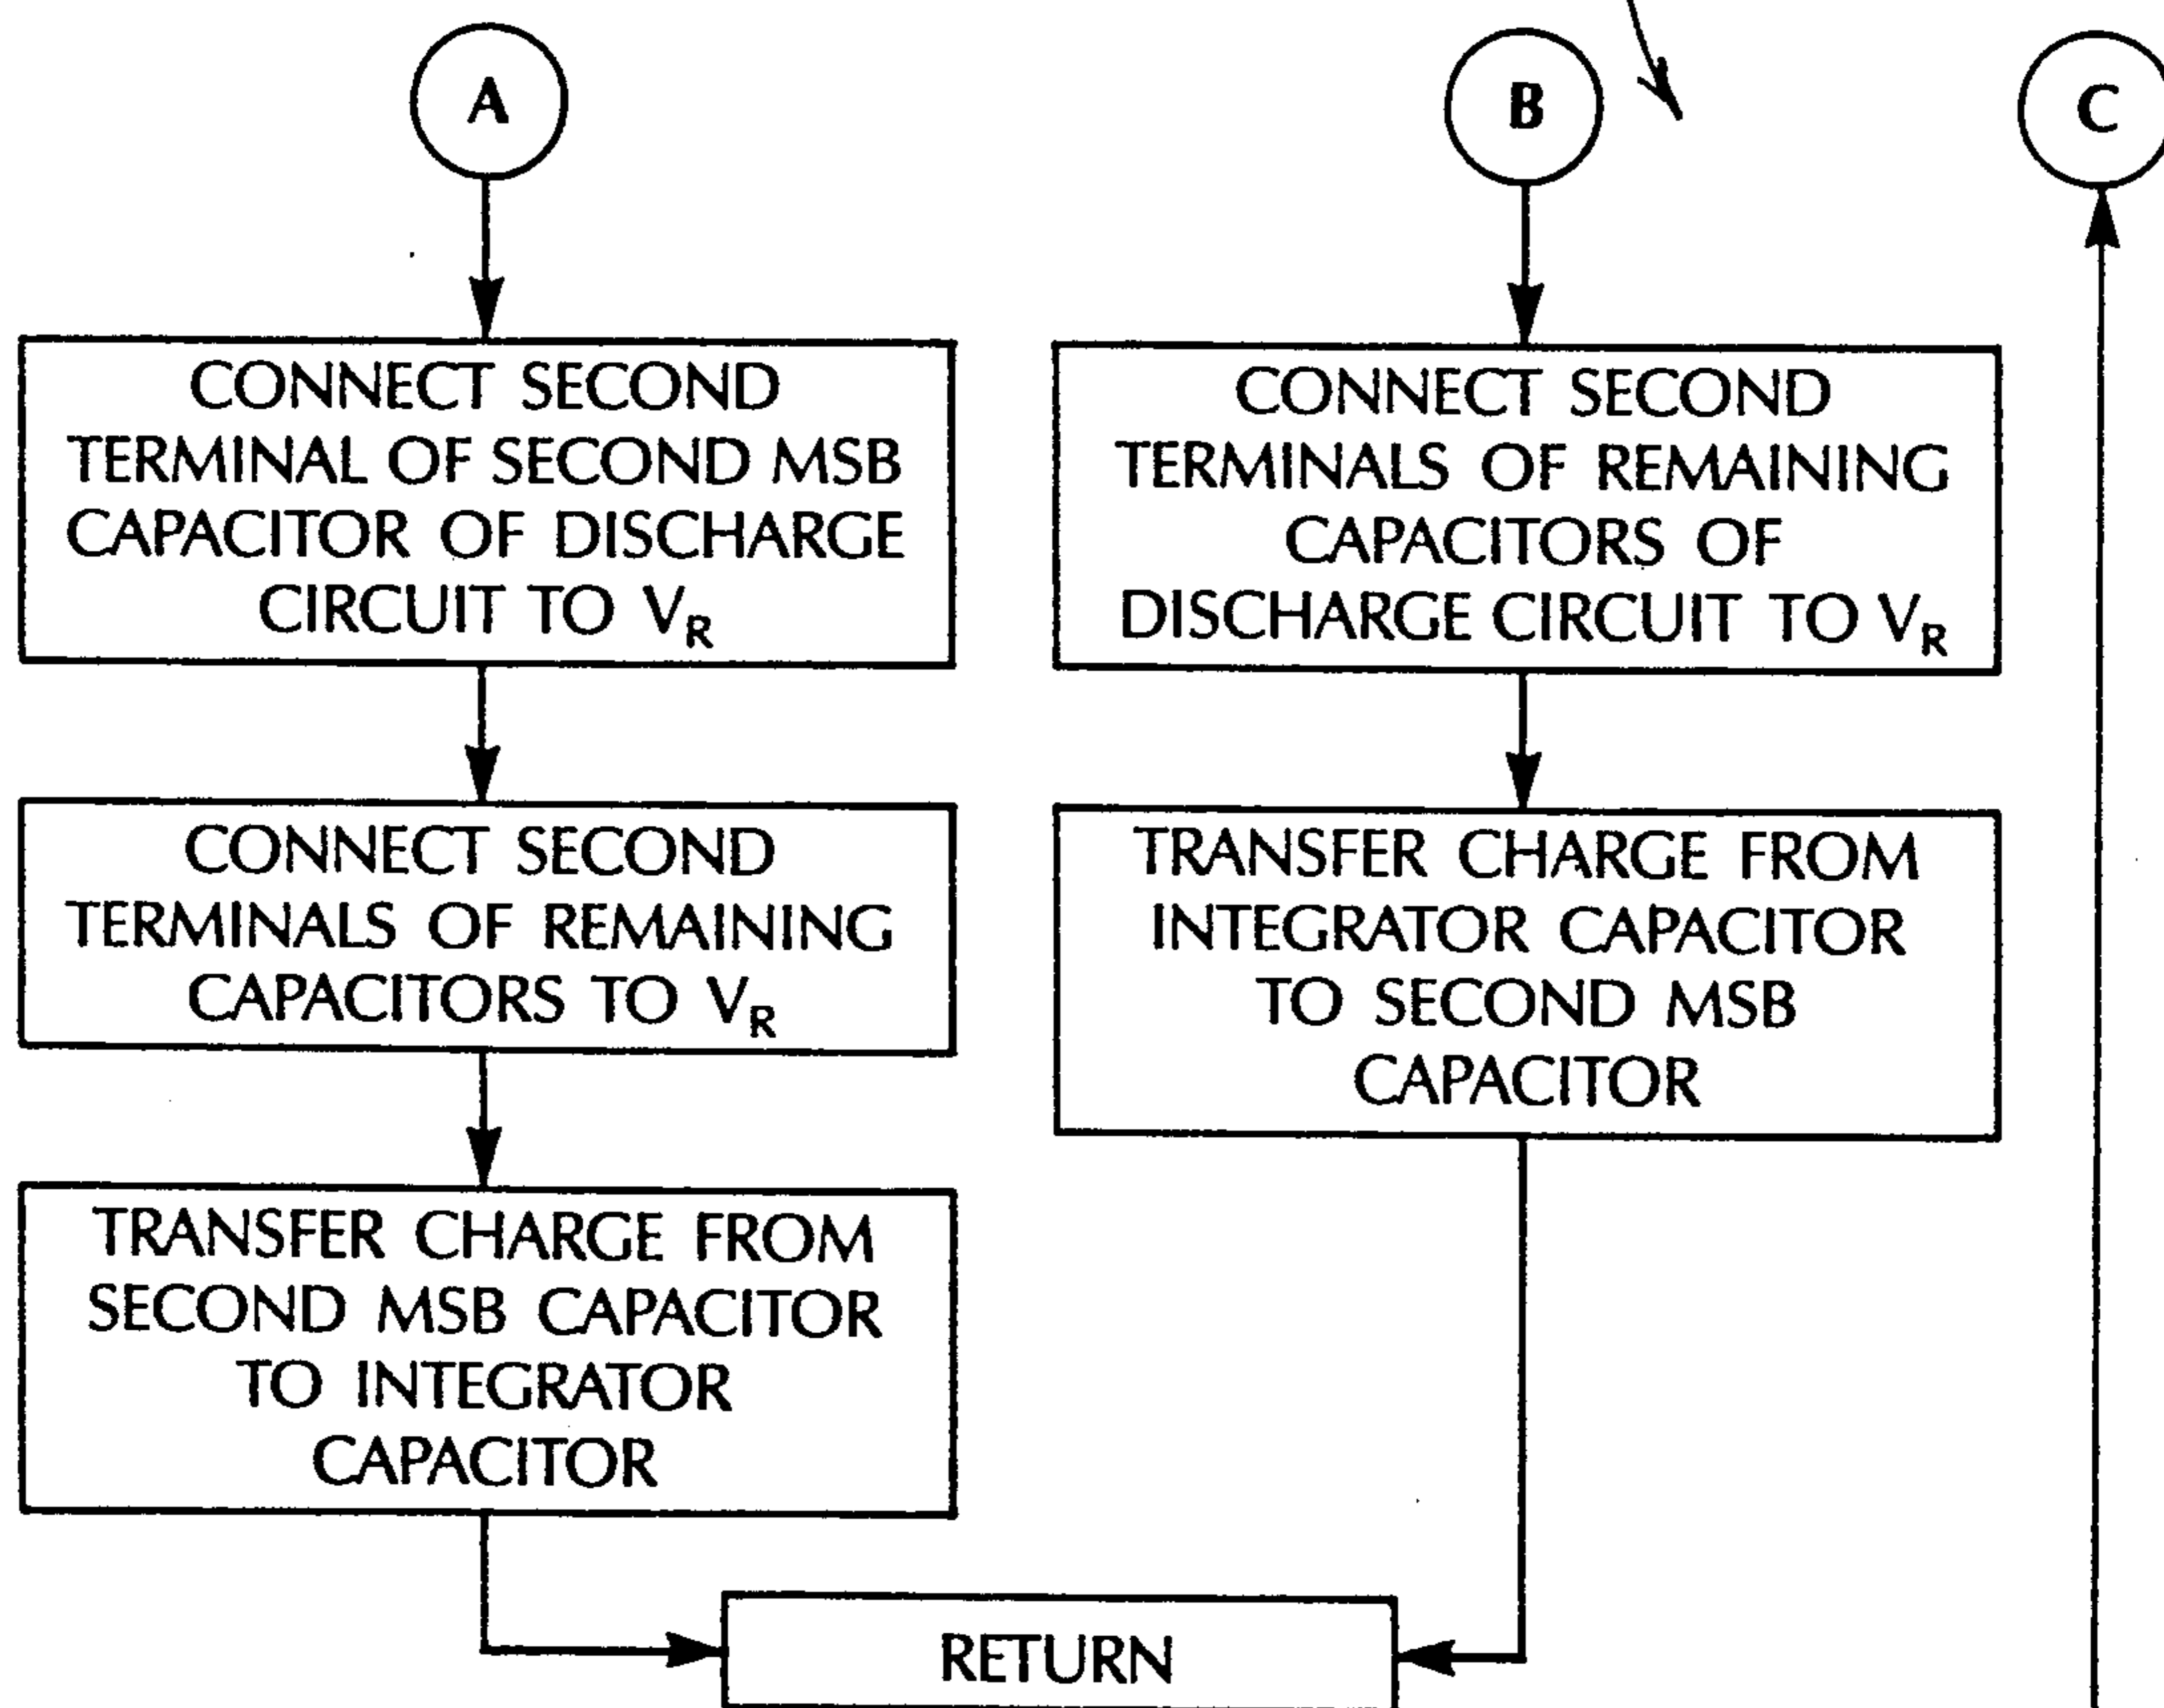 A
B
C
CONNECT SECOND
TERMINAL OF SECOND MSB
CAPACITOR OF DISCHARGE
CIRCUIT TO VR
CONNECT SECOND
TERMINALS OF REMAINING
CAPACITORS TO VR
TRANSFER CHARGE FROM
SECOND MSB CAPACITOR
TO INTEGRATOR
CAPACITOR
CONNECT SECOND
TERMINALS OF REMAINING
CAPACITORS OF
DISCHARGE CIRCUIT TO VR
TRANSFER CHARGE FROM
INTEGRATOR CAPACITOR
TO SECOND MSB
CAPACITOR
RETURN